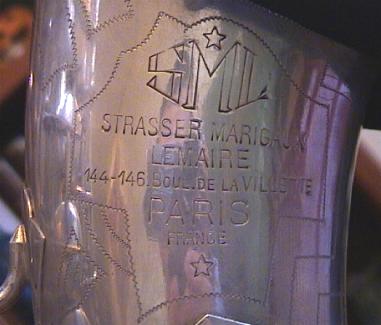 SML
STRASSER MARIGAUX
LEMAIRE
144-146. BOUL. DE LA VILLETTE
PARIS
FRANCE